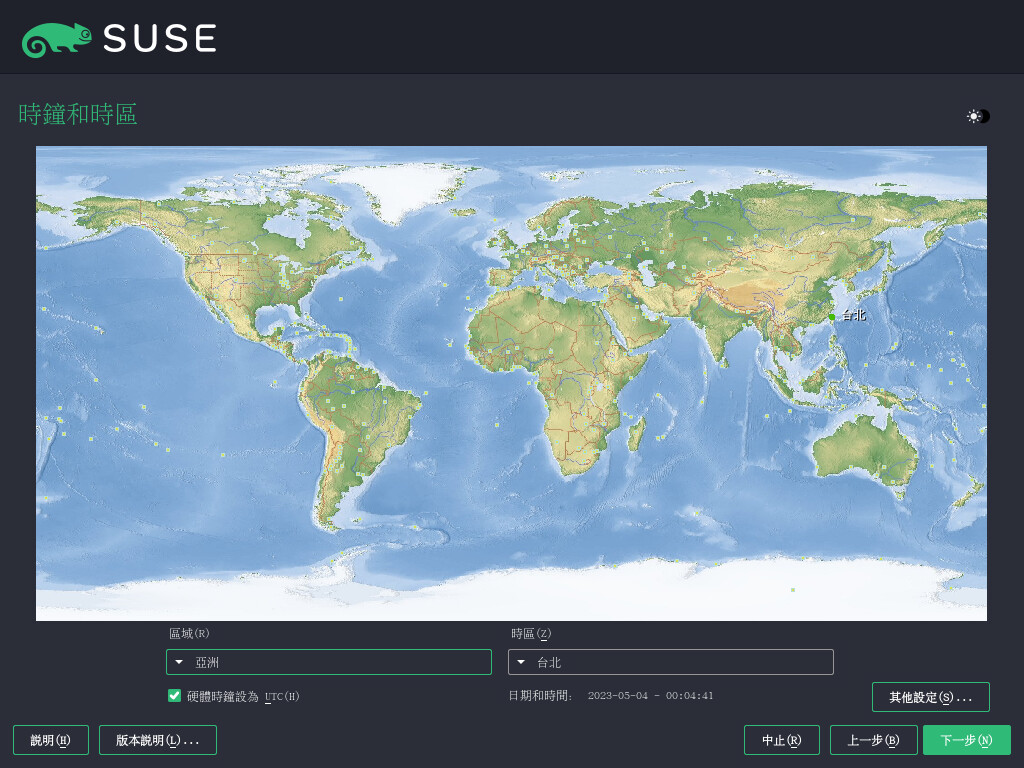 SUSE
時鐘和時區
台北
區域(R)
時區(Z)
亞洲
台北
硬體時鐘設為 UTC(H)
日期和時間: 2023-05-04 - 00:04:41
其他設定(S)...
說明(H)
版本說明(L)...
中止(R)
上一步(B)
下一步(N)